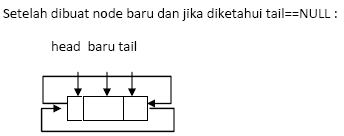 Setelah dibuat node baru dan jika diketahui tail==NULL :
head baru tail